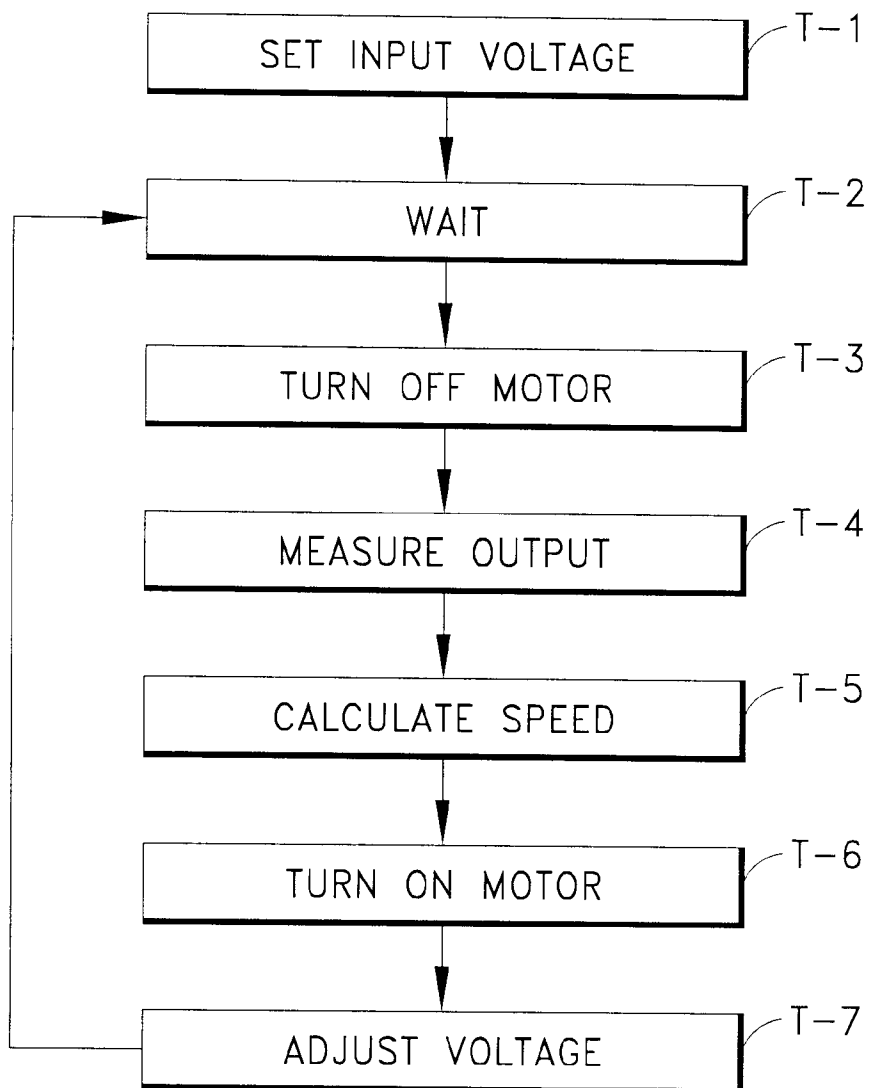 T-1
SET INPUT VOLTAGE
T-2
WAIT
T-3
TURN OFF MOTOR
T-4
MEASURE OUTPUT
T-5
CALCULATE SPEED
T-6
TURN ON MOTOR
T-7
ADJUST VOLTAGE